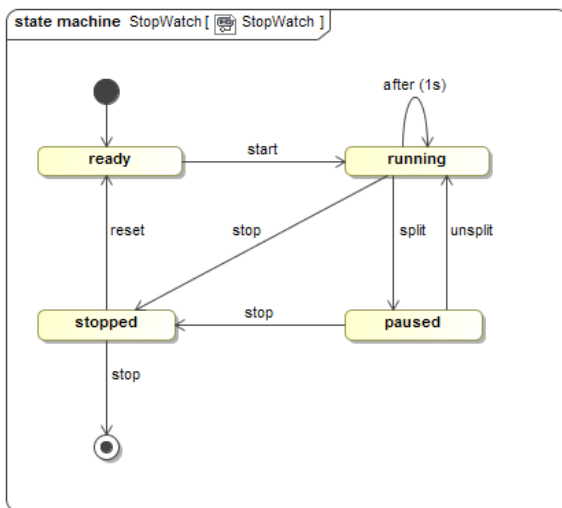 state machine StopWatch [ StopWatch ]
after (1s)
ready
start
running
reset
stop
split
unsplit
stopped
stop
paused
stop